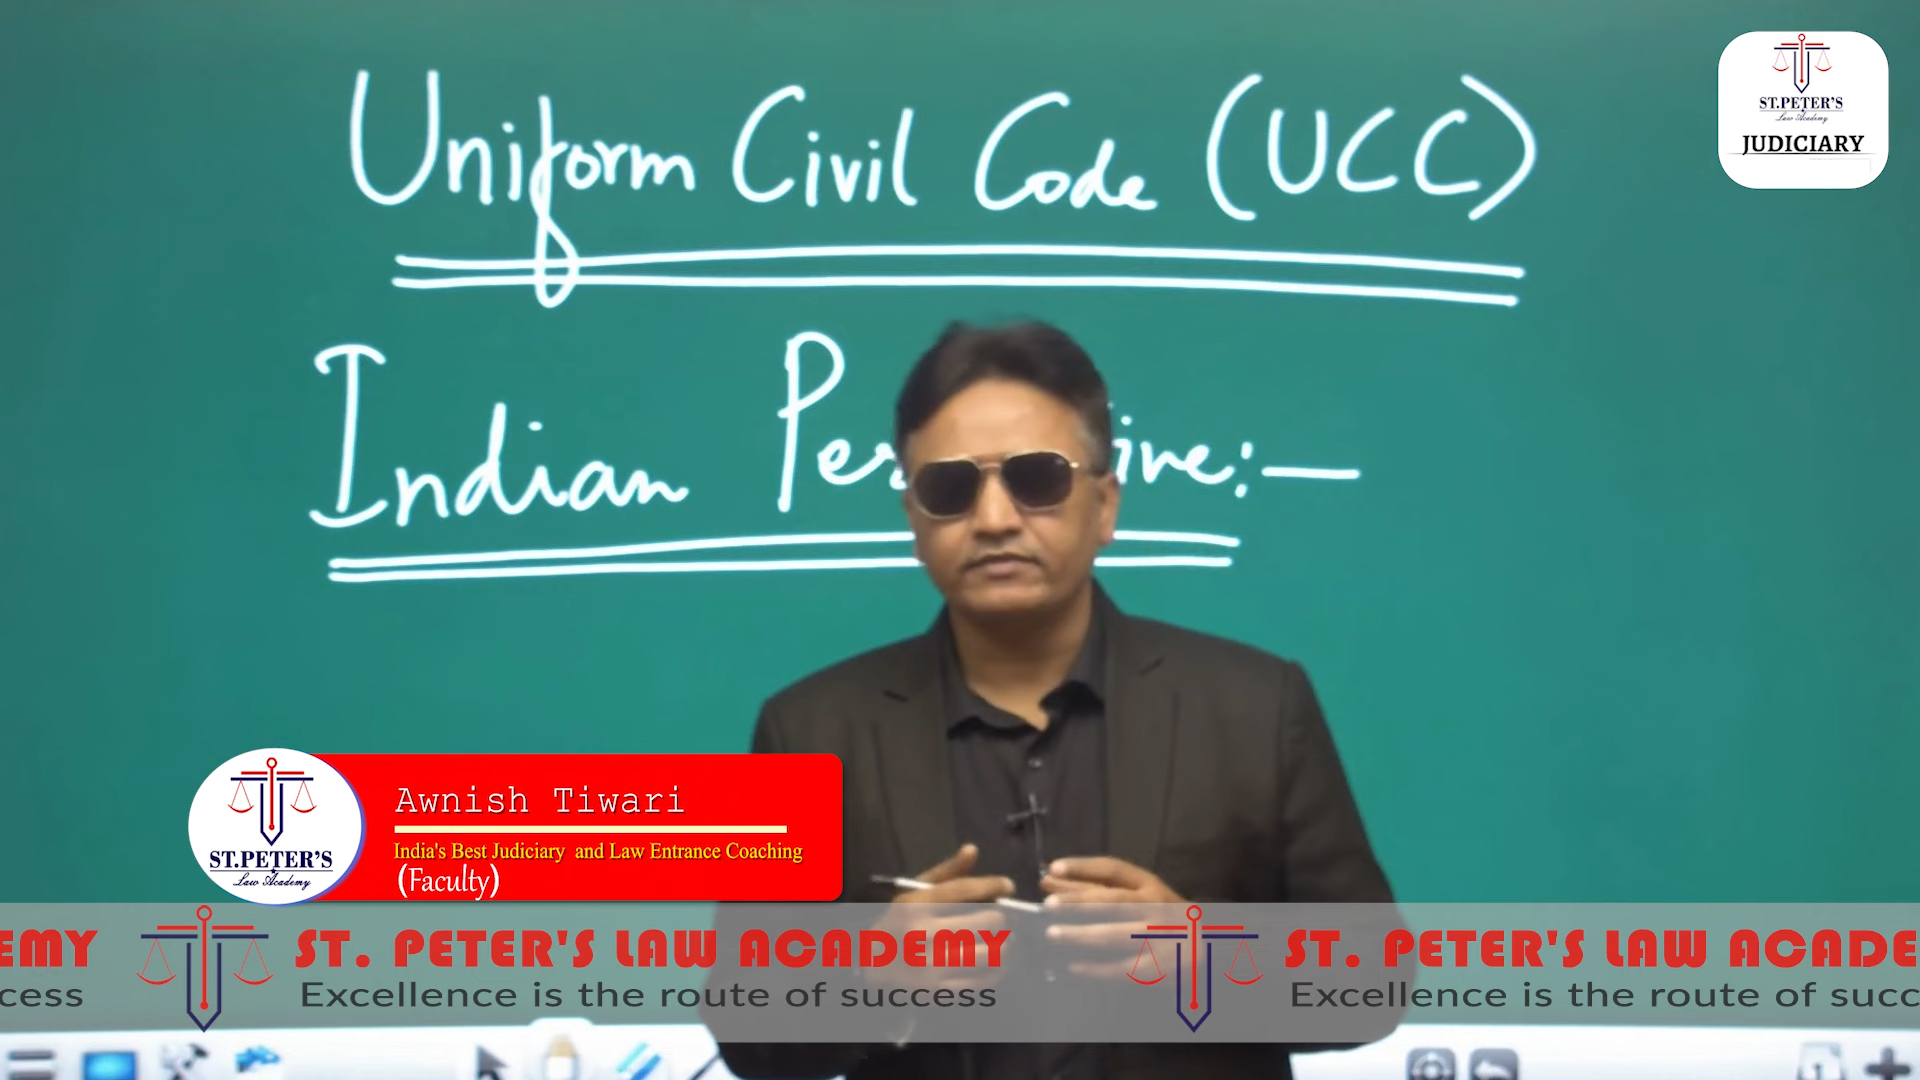 Uniform Civil Code (UCC)
ST.PETER'S
Law Academy
JUDICIARY
Indian :—
Awnish Tiwari
India's Best Judiciary and Law Entrance Coaching
(Faculty)
ST.PETER'S
Law Academy
EMY ST. PETER'S LAW ACADEMY ST. PETER'S LAW ACADE
cess Excellence is the route of success Excellence is the route of succ